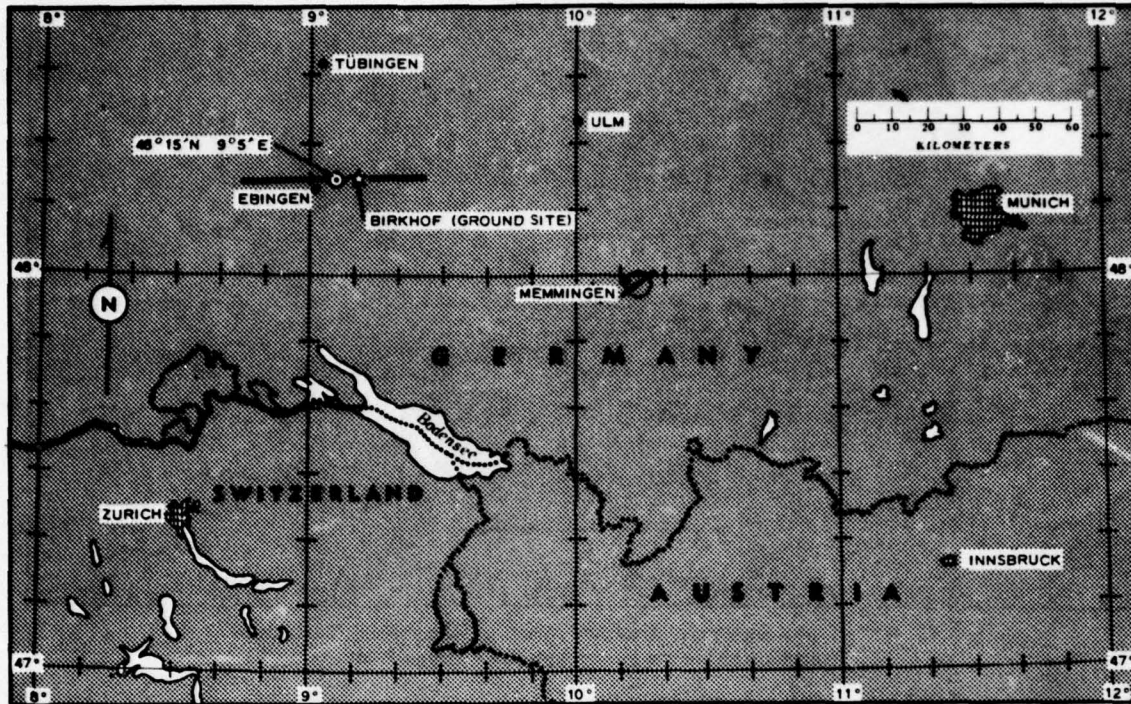 8° 9° 10° 11° 12°
TÜBINGEN
ULM
0 10 20 30 40 50 60
KILOMETERS
48°15'N 9°5'E
EBINGEN
BIRKHOF (GROUND SITE)
MUNICH
48° 48°
MEMMINGEN
N
GERMANY
Bodensee
SWITZERLAND
ZURICH
INNSBRUCK
AUSTRIA
47° 47°
8° 9° 10° 11° 12°